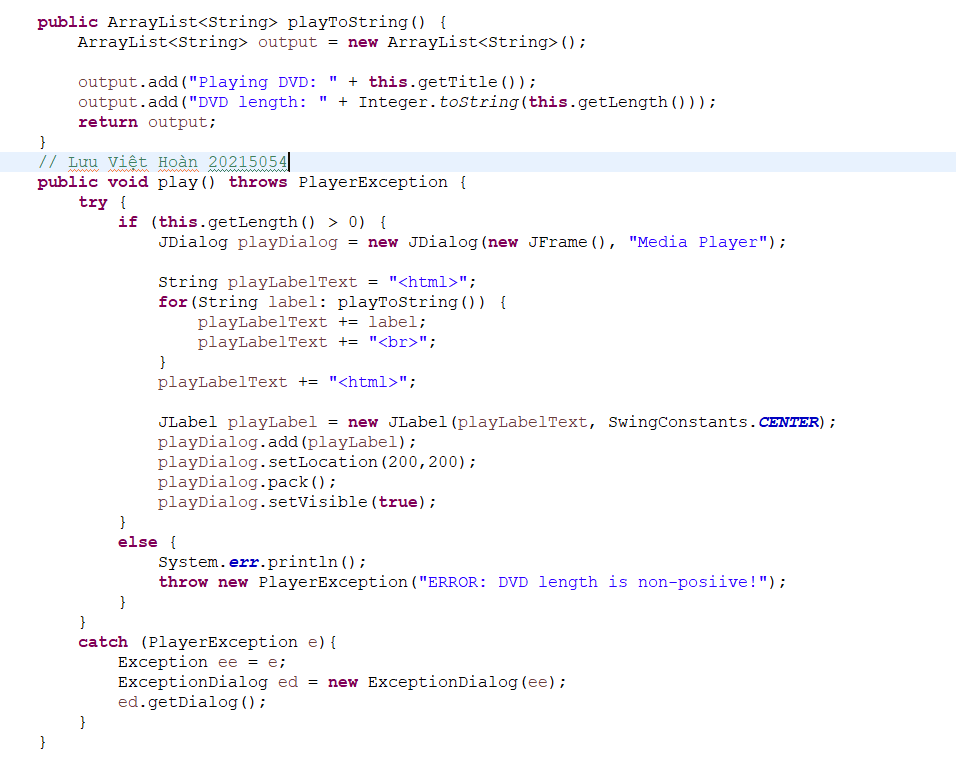 public ArrayList<String> playToString() {
ArrayList<String> output = new ArrayList<String>();
output.add("Playing DVD: " + this.getTitle());
output.add("DVD length: " + Integer.toString(this.getLength()));
return output;
}
// Lưu Việt Hoàn 20215054
public void play() throws PlayerException {
try {
if (this.getLength() > 0) {
JDialog playDialog = new JDialog(new JFrame(), "Media Player");
String playLabelText = "<html>";
for(String label: playToString()) {
playLabelText += label;
playLabelText += "<br>";
}
playLabelText += "<html>";
JLabel playLabel = new JLabel(playLabelText, SwingConstants.CENTER);
playDialog.add(playLabel);
playDialog.setLocation(200,200);
playDialog.pack();
playDialog.setVisible(true);
}
else {
System.err.println();
throw new PlayerException("ERROR: DVD length is non-posiive!");
}
}
catch (PlayerException e){
Exception ee = e;
ExceptionDialog ed = new ExceptionDialog(ee);
ed.getDialog();
}
}